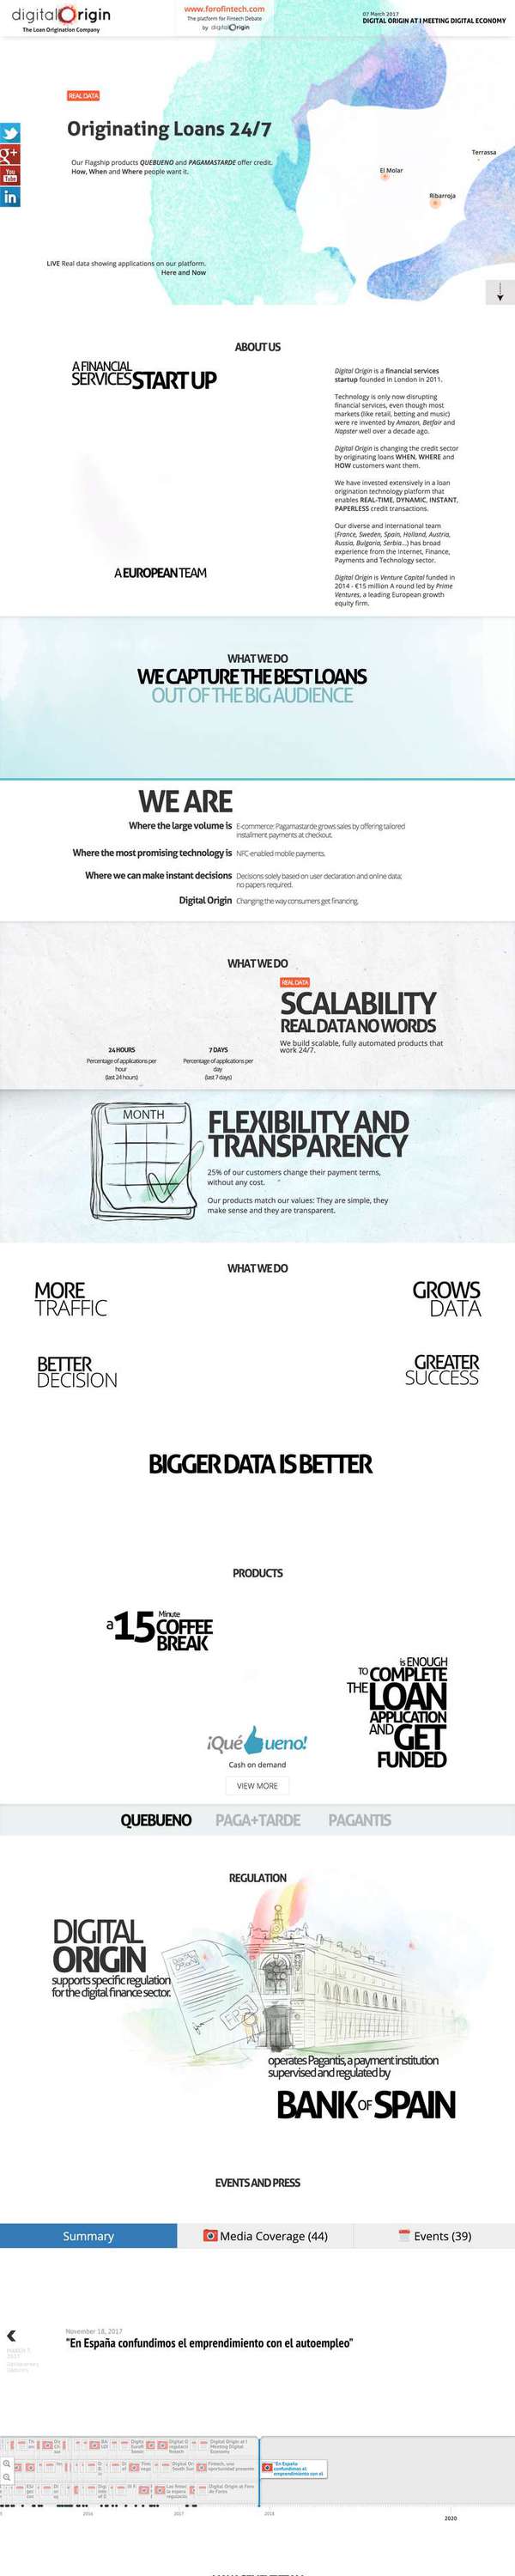 digital Origin
The Loan Origination Company
www.forofintech.com
The platform for Fintech Debate
by digital Origin
07 March 2017
DIGITAL ORIGIN AT I MEETING DIGITAL ECONOMY
REAL DATA
Originating Loans 24/7
Our Flagship products QUEBUENO and PAGAMASTARDE offer credit.
How, When and Where people want it.
Terrassa
El Molar
Ribarroja
You
Tube
in
LIVE Real data showing applications on our platform.
Here and Now
ABOUT US
A FINANCIAL
SERVICES START UP
Digital Origin is a financial services
startup founded in London in 2011.
Technology is only now disrupting
financial services, even though most
markets (like retail, betting and music)
were re invented by Amazon, Betfair and
Napster well over a decade ago.
Digital Origin is changing the credit sector
by originating loans WHEN, WHERE and
HOW customers want them.
We have invested extensively in a loan
origination technology platform that
enables REAL-TIME, DYNAMIC, INSTANT,
PAPERLESS credit transactions.
Our diverse and international team
(France, Sweden, Spain, Holland, Austria,
Russia, Bulgaria, Serbia...) has broad
experience from the Internet, Finance,
Payments and Technology sector.
A EUROPEAN TEAM
Digital Origin is Venture Capital funded in
2014 - €15 million A round led by Prime
Ventures, a leading European growth
equity firm.
WHAT WE DO
WE CAPTURE THE BEST LOANS
OUT OF THE BIG AUDIENCE
WE ARE
Where the large volume is E-commerce: Pagamastarde grows sales by offering tailored
installment payments at checkout.
Where the most promising technology is NFC-enabled mobile payments.
Where we can make instant decisions Decisions solely based on user declaration and online data;
no papers required.
Digital Origin Changing the way consumers get financing.
WHAT WE DO
REAL DATA
SCALABILITY
REAL DATA NO WORDS
We build scalable, fully automated products that
work 24/7.
24 HOURS
Percentage of applications per
hour
(last 24 hours)
7 DAYS
Percentage of applications per
day
(last 7 days)
MONTH
FLEXIBILITY AND
TRANSPARENCY
25% of our customers change their payment terms,
without any cost.
Our products match our values: They are simple, they
make sense and they are transparent.
WHAT WE DO
MORE
TRAFFIC
GROWS
DATA
BETTER
DECISION
GREATER
SUCCESS
BIGGER DATA IS BETTER
PRODUCTS
a 15 Minute
COFFEE
BREAK
is ENOUGH
TO COMPLETE
THE LOAN
APPLICATION
AND GET
FUNDED
¡Qué ueno!
Cash on demand
VIEW MORE
QUEBUENO PAGA+TARDE PAGANTIS
REGULATION
DIGITAL
ORIGIN
supports specific regulation
for the digital finance sector.
operates Pagantis, a payment institution
supervised and regulated by
BANK OF SPAIN
EVENTS AND PRESS
Summary Media Coverage (44) Events (39)
November 18, 2017
"En España confundimos el emprendimiento con el autoempleo"
MARCH 7
2017
Digital Origin at I
Meeting Digital
Economy
"En España
confundimos el
emprendimiento con el
2016 2017 2018 2020